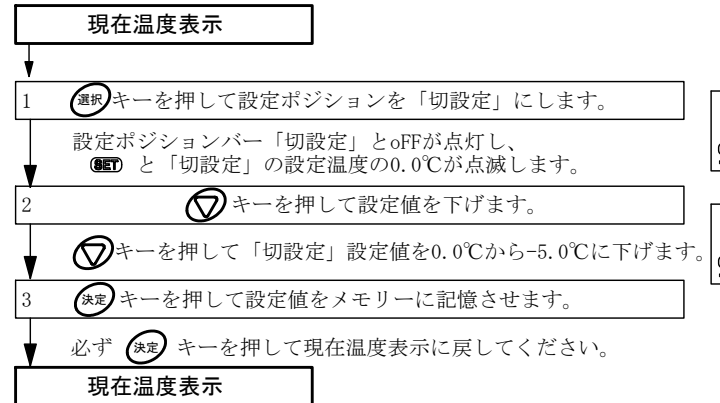 現在温度表示
1 選択キーを押して設定ポジションを「切設定」にします。
設定ポジションバー「切設定」とoFFが点灯し、
SET と「切設定」の設定温度の0.0℃が点滅します。
2 ▽キーを押して設定値を下げます。
▽キーを押して「切設定」設定値を0.0℃から-5.0℃に下げます。
3 決定キーを押して設定値をメモリーに記憶させます。
必ず 決定 キーを押して現在温度表示に戻してください。
現在温度表示